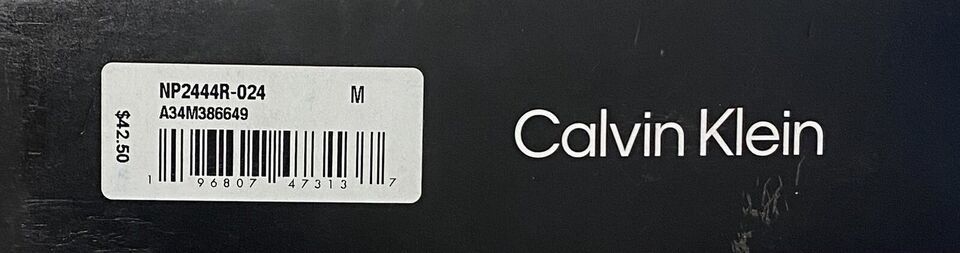 NP2444R-024 M
A34M386649
$42.50
1 96807 47313 7
Calvin Klein